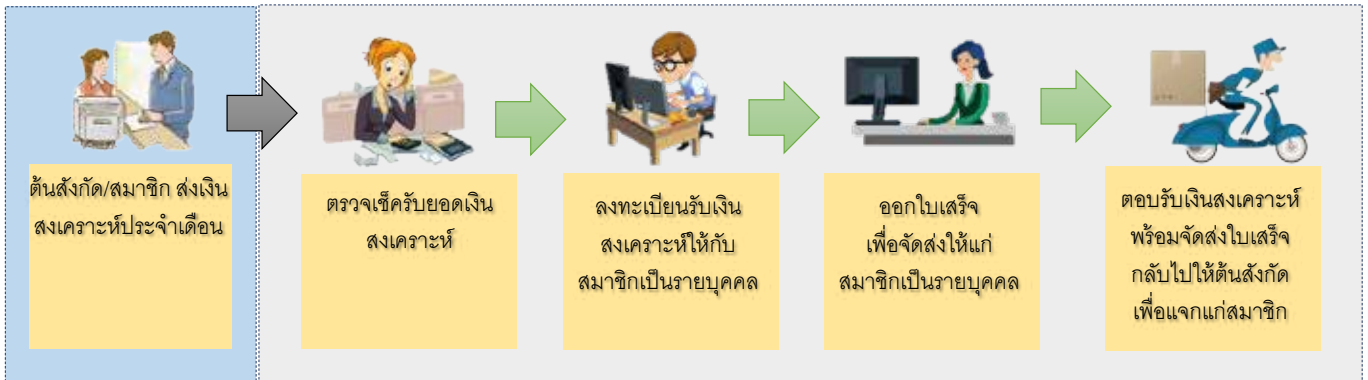 ต้นสังกัด/สมาชิก ส่งเงิน
สงเคราะห์ประจำเดือน
ตรวจเช็ครับยอดเงิน
สงเคราะห์
ลงทะเบียนรับเงิน
สงเคราะห์ให้กับ
สมาชิกเป็นรายบุคคล
ออกใบเสร็จ
เพื่อจัดส่งให้แก่
สมาชิกเป็นรายบุคคล
ตอบรับเงินสงเคราะห์
พร้อมจัดส่งใบเสร็จ
กลับไปให้ต้นสังกัด
เพื่อแจกแก่สมาชิก